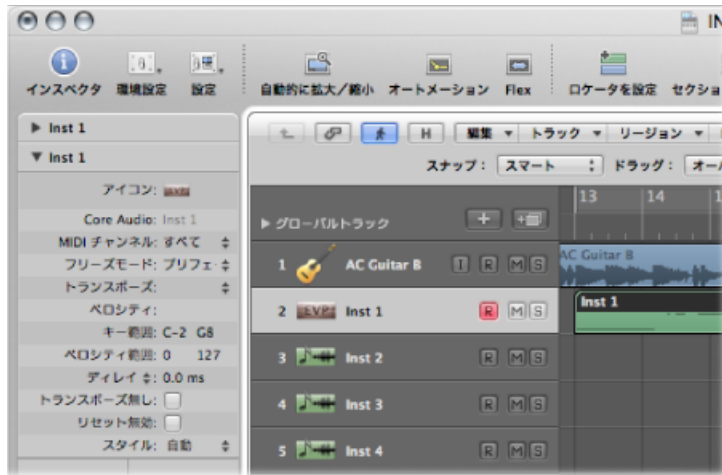 IN
インスペクタ 環境設定 設定 自動的に拡大／縮小 オートメーション Flex ロケータを設定 セクショ
▶ Inst 1
▼ Inst 1
アイコン:
Core Audio: Inst 1
MIDI チャンネル: すべて
フリーズモード: プリフェ
トランスポーズ:
ベロシティ:
キー範囲: C-2 G8
ベロシティ範囲: 0 127
ディレイ: 0.0 ms
トランスポーズ無し:
リセット無効:
スタイル: 自動
H 編集 ▼ トラック ▼ リージョン ▼
スナップ： スマート ドラッグ： オー
13 14 1
▶ グローバルトラック + +
1 AC Guitar B I R M S
AC Guitar B
2 EVP Inst 1 R M S
Inst 1
3 Inst 2 R M S
4 Inst 3 R M S
5 Inst 4 R M S